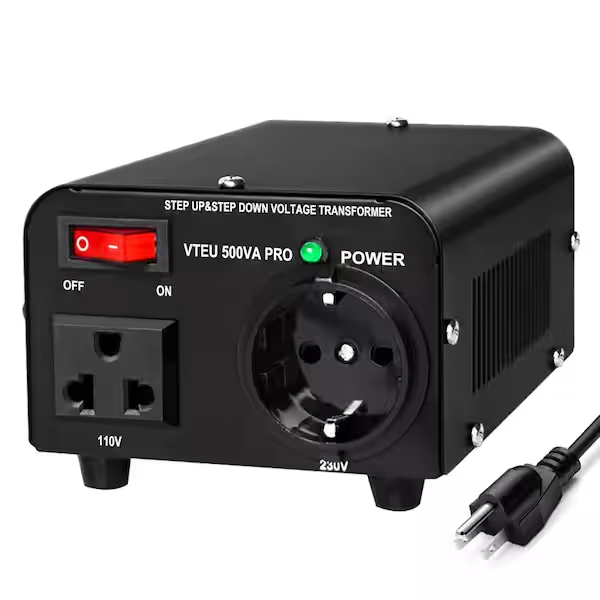 STEP UP&STEP DOWN VOLTAGE TRANSFORMER
VTEU 500VA PRO POWER
OFF ON
110V
230V